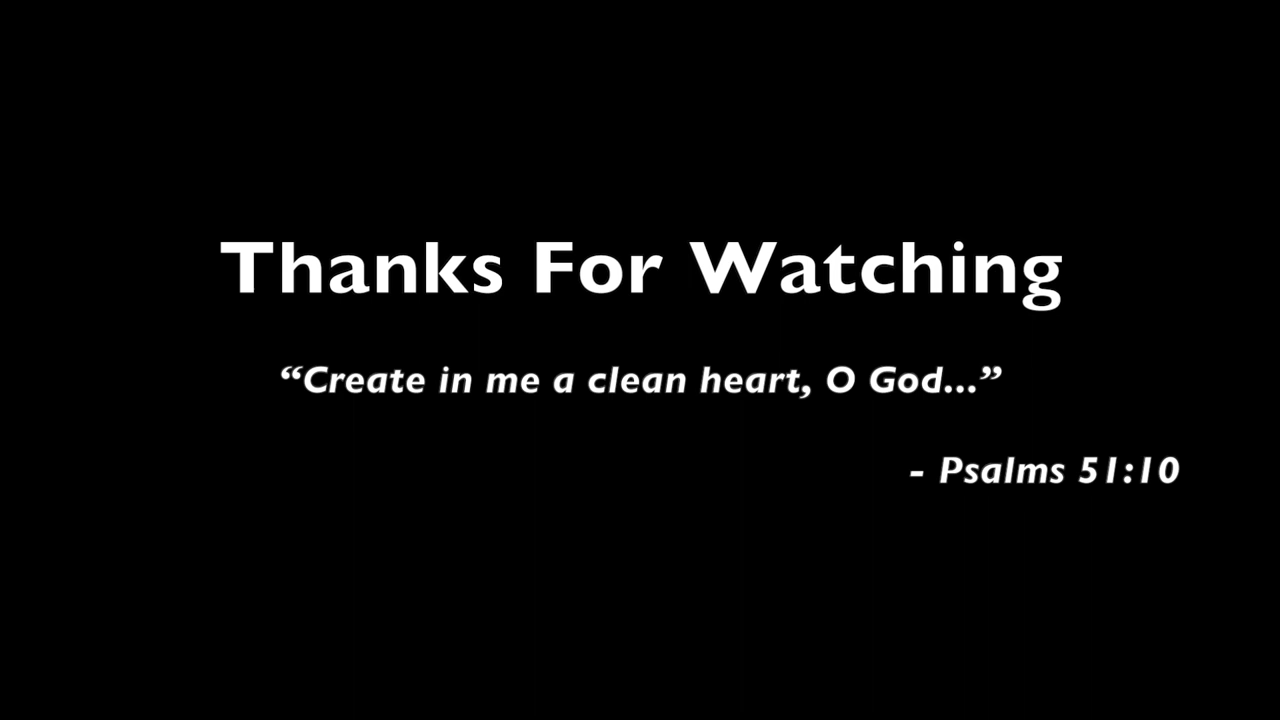 Thanks For Watching
“Create in me a clean heart, O God...”
- Psalms 51:10